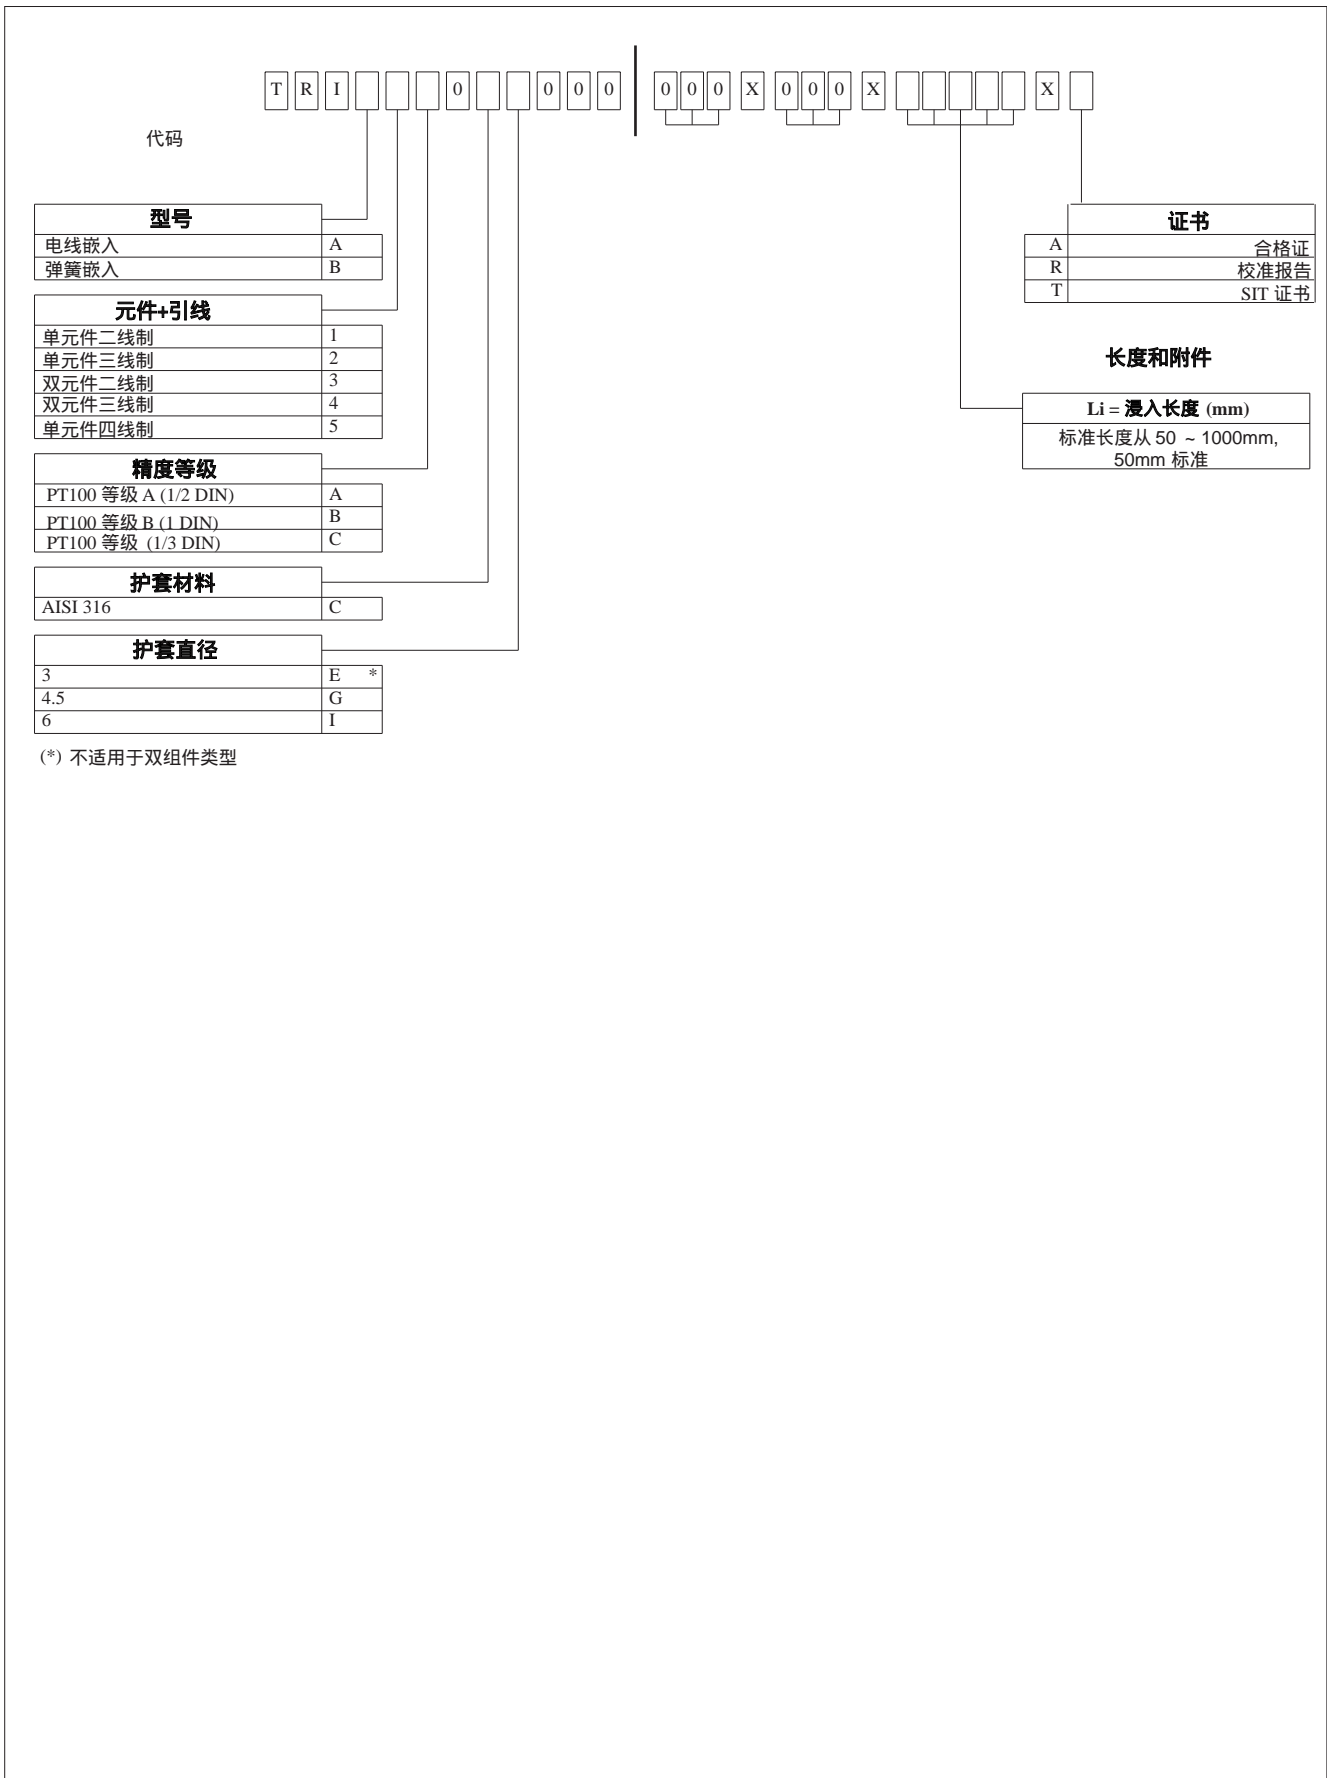 T R I 0 0 0 0 0 0 0 X 0 0 0 X X
代码
型号
电线嵌入 A
弹簧嵌入 B
元件+引线
单元件二线制 1
单元件三线制 2
双元件二线制 3
双元件三线制 4
单元件四线制 5
精度等级
PT100 等级 A (1/2 DIN) A
PT100 等级 B (1 DIN) B
PT100 等级 (1/3 DIN) C
护套材料
AISI 316 C
护套直径
3 E *
4.5 G
6 I
(*) 不适用于双组件类型
证书
A 合格证
R 校准报告
T SIT 证书
长度和附件
Li = 浸入长度 (mm)
标准长度从 50 ~ 1000mm,
50mm 标准